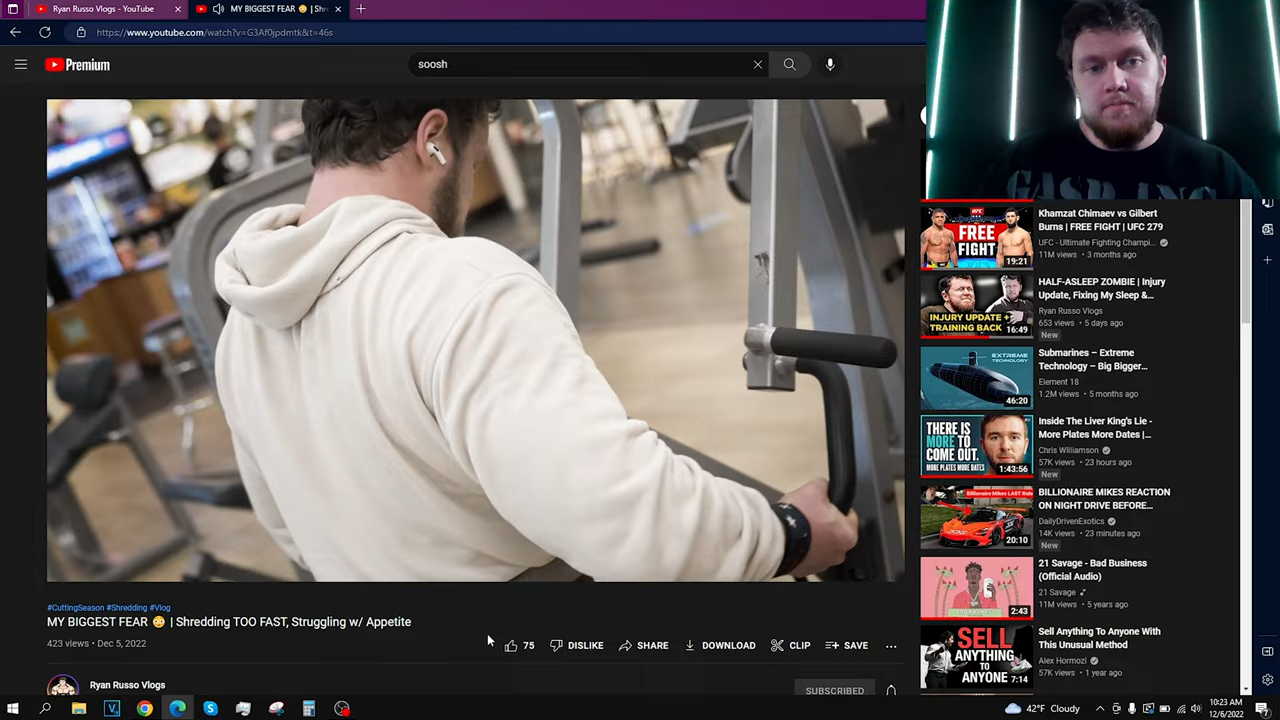 Ryan Russo Vlogs - YouTube
MY BIGGEST FEAR 😳 | Shr
https://www.youtube.com/watch?v=G3Af0jpdmtk&t=46s
Premium
soosh
GASP INC
FREE
FIGHT
19:21
Khamzat Chimaev vs Gilbert
Burns | FREE FIGHT | UFC 279
UFC - Ultimate Fighting Champi...
11M views • 3 months ago
INJURY UPDATE +
TRAINING BACK
16:49
HALF-ASLEEP ZOMBIE | Injury
Update, Fixing My Sleep &...
Ryan Russo Vlogs
653 views • 5 days ago
New
EXTREME
TECHNOLOGY
46:20
Submarines – Extreme
Technology – Big Bigger...
Element 18
1.2M views • 5 months ago
THERE IS
MORE TO
COME OUT.
MORE PLATES MORE DATES
1:43:56
Inside The Liver King's Lie -
More Plates More Dates |...
Chris Williamson
57K views • 23 hours ago
New
Billionaire Mikes LAST Ride
20:10
BILLIONAIRE MIKES REACTION
ON NIGHT DRIVE BEFORE...
DailyDrivenExotics
14K views • 23 minutes ago
New
2:43
21 Savage - Bad Business
(Official Audio)
21 Savage
11M views • 5 years ago
SELL
ANYTHING
TO
ANYONE
7:14
Sell Anything To Anyone With
This Unusual Method
Alex Hormozi
57K views • 1 year ago
#CuttingSeason #Shredding #Vlog
MY BIGGEST FEAR 😳 | Shredding TOO FAST, Struggling w/ Appetite
423 views • Dec 5, 2022
75
DISLIKE
SHARE
DOWNLOAD
CLIP
SAVE
Ryan Russo Vlogs
SUBSCRIBED
42°F Cloudy
10:23 AM
12/6/2022